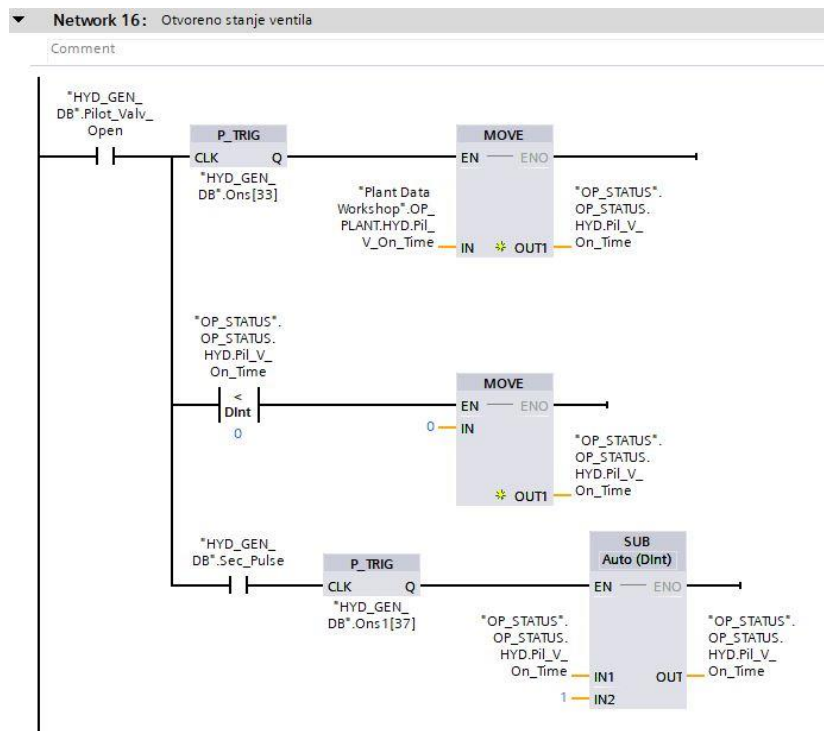 Network 16: Otvoreno stanje ventila
Comment
"HYD_GEN_
DB".Pilot_Valv_
Open
P_TRIG
CLK Q
"HYD_GEN_
DB".Ons[33]
MOVE
EN ENO
"Plant Data
Workshop".OP_
PLANT.HYD.Pil_
V_On_Time
IN OUT1
"OP_STATUS".
OP_STATUS.
HYD.Pil_V_
On_Time
"OP_STATUS".
OP_STATUS.
HYD.Pil_V_
On_Time
<
DInt
0
MOVE
EN ENO
0 IN
OUT1
"OP_STATUS".
OP_STATUS.
HYD.Pil_V_
On_Time
"HYD_GEN_
DB".Sec_Pulse
P_TRIG
CLK Q
"HYD_GEN_
DB".Ons1[37]
SUB
Auto (DInt)
EN ENO
"OP_STATUS".
OP_STATUS.
HYD.Pil_V_
On_Time
IN1 OUT
1 IN2
"OP_STATUS".
OP_STATUS.
HYD.Pil_V_
On_Time